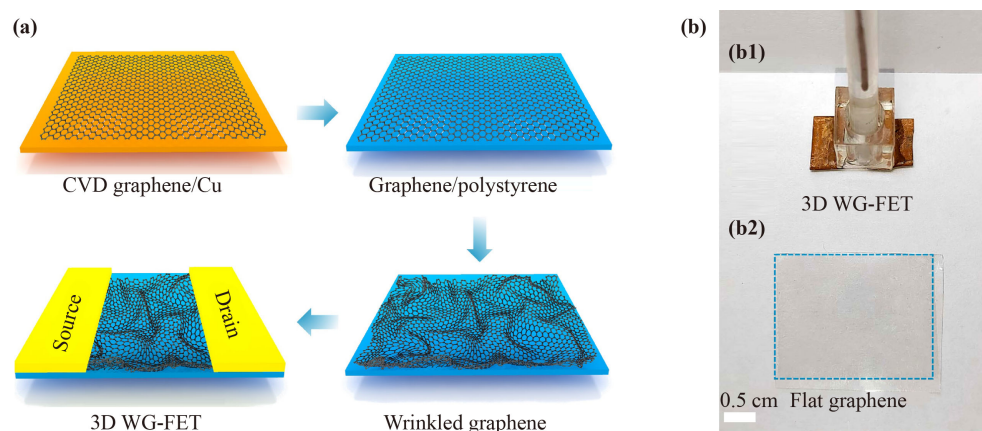 (a)
CVD graphene/Cu
Graphene/polystyrene
Source
Drain
3D WG-FET
Wrinkled graphene
(b)
(b1)
3D WG-FET
(b2)
0.5 cm
Flat graphene